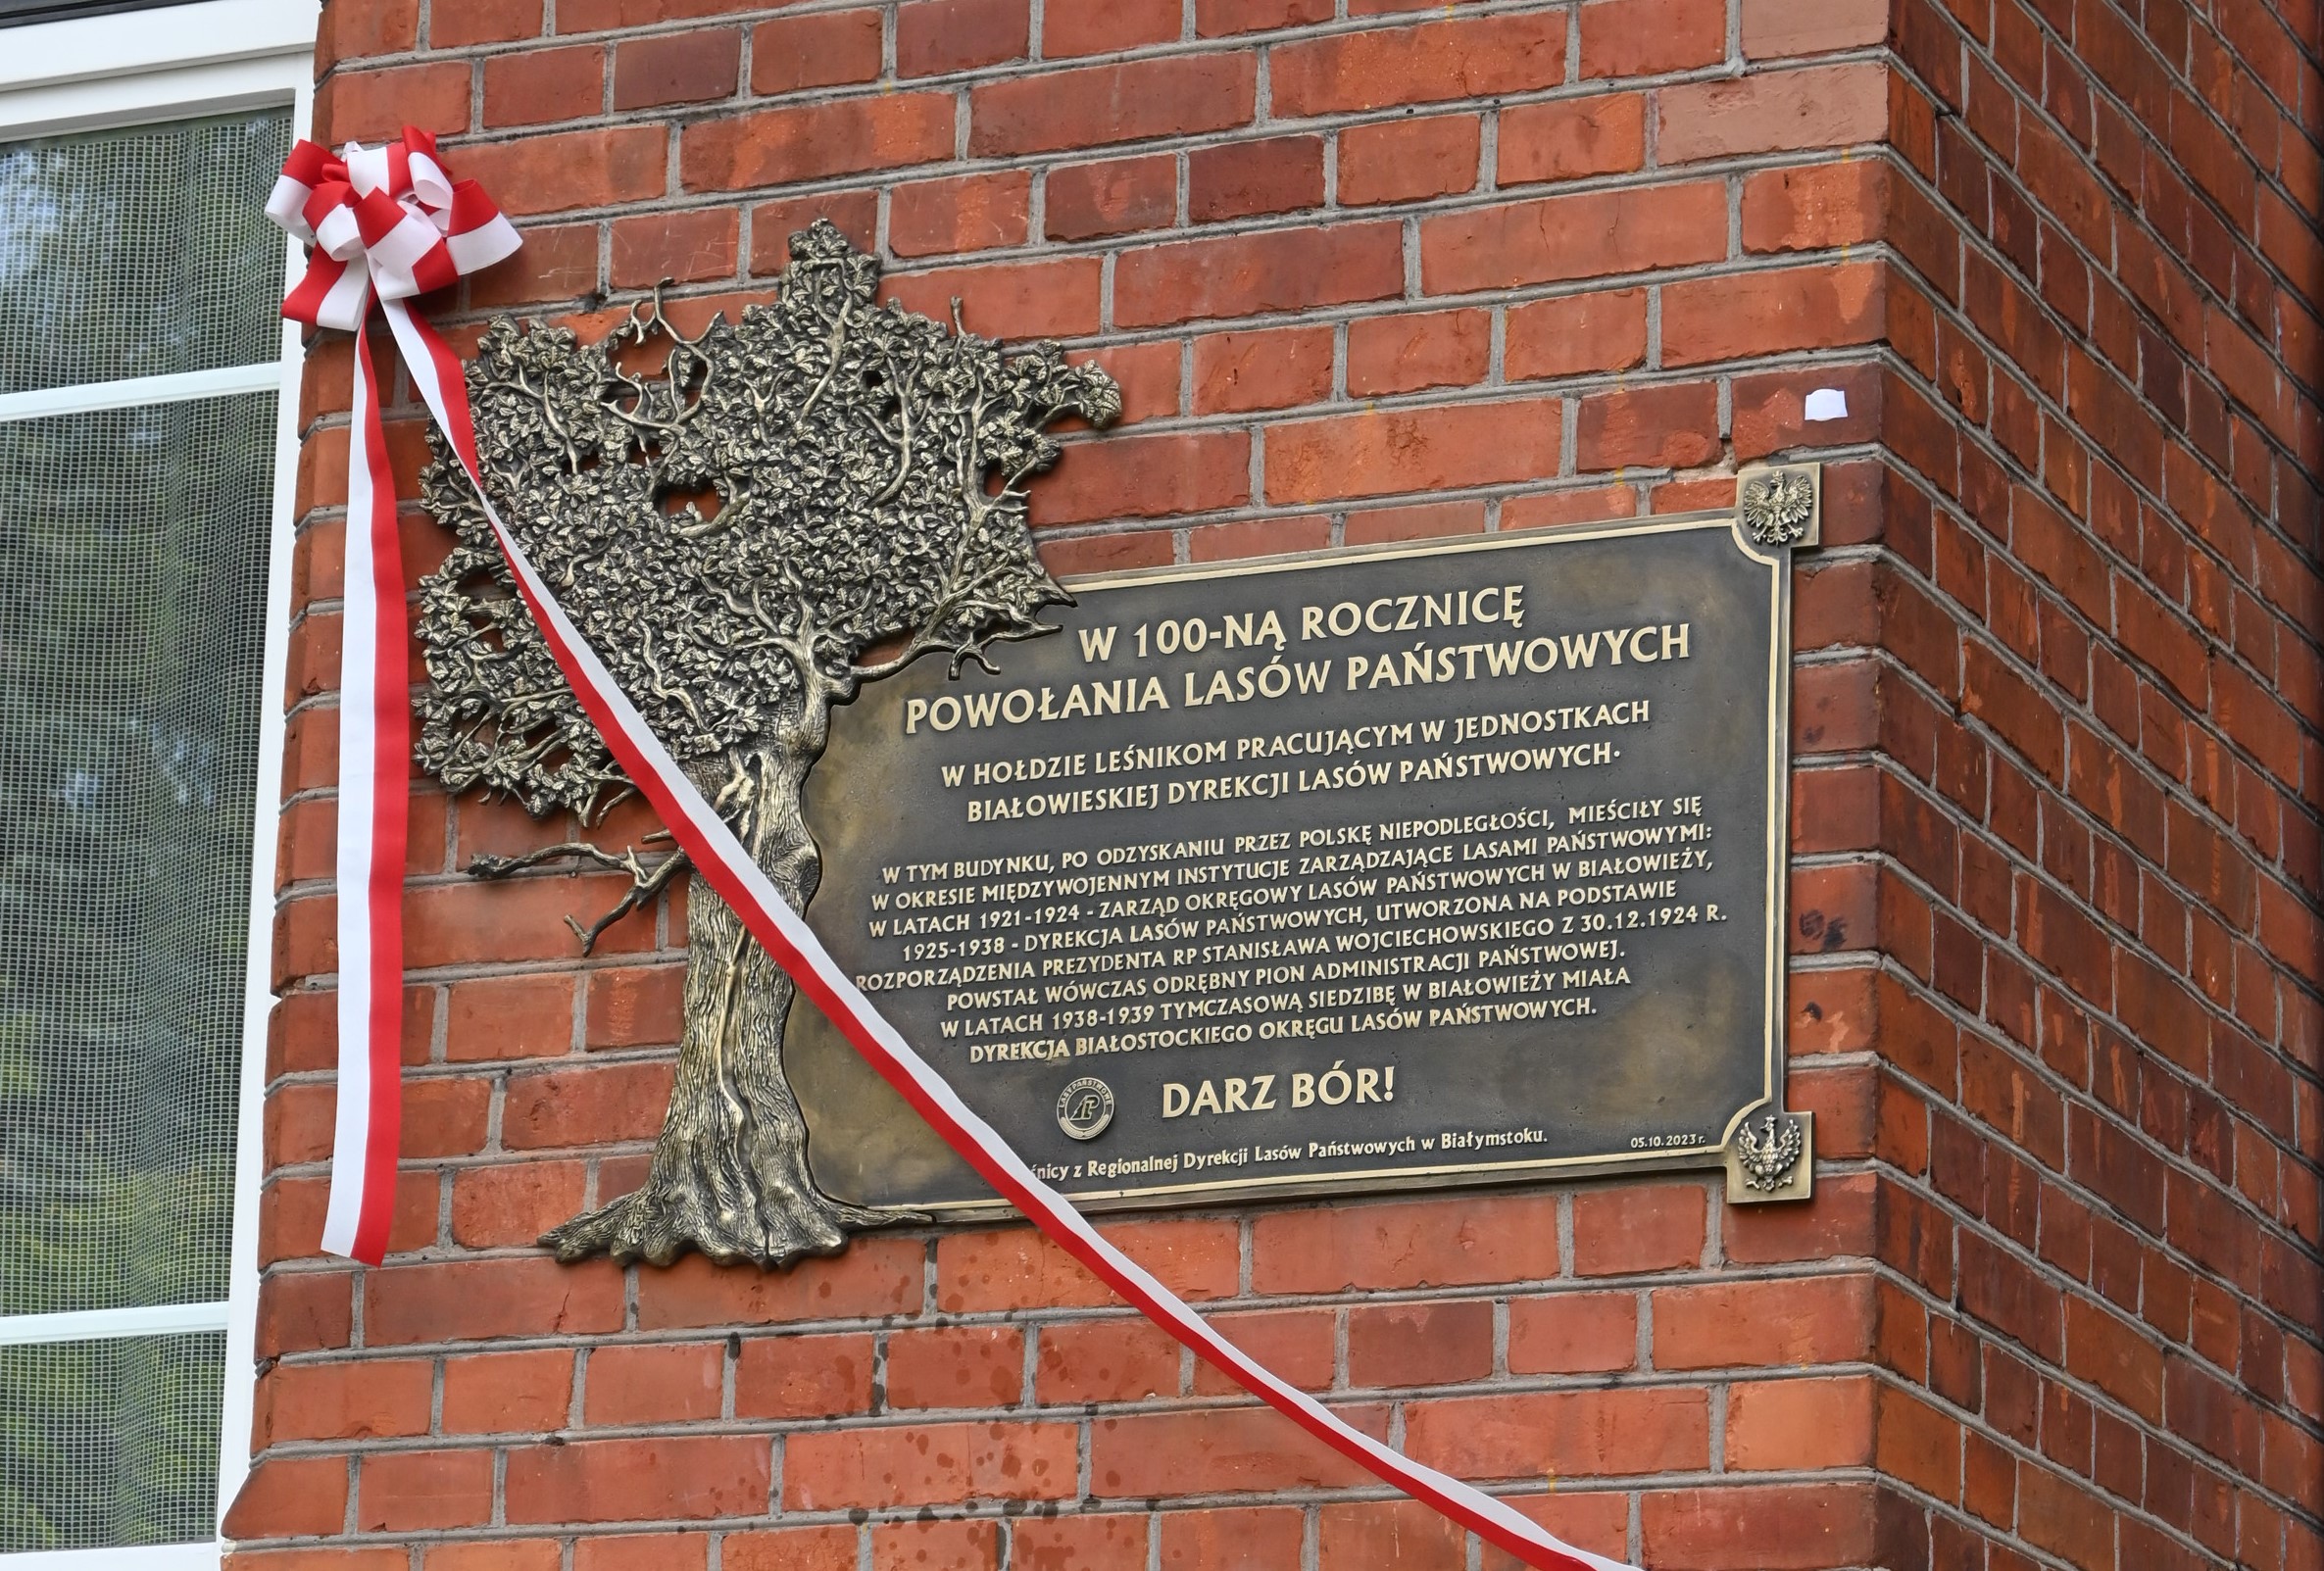 W 100-NĄ ROCZNICĘ
POWOŁANIA LASÓW PAŃSTWOWYCH
W HOŁDZIE LEŚNIKOM PRACUJĄCYM W JEDNOSTKACH
BIAŁOWIESKIEJ DYREKCJI LASÓW PAŃSTWOWYCH.
W TYM BUDYNKU, PO ODZYSKANIU PRZEZ POLSKĘ NIEPODLEGŁOŚCI, MIEŚCIŁY SIĘ
W OKRESIE MIĘDZYWOJENNYM INSTYTUCJE ZARZĄDZAJĄCE LASAMI PAŃSTWOWYMI:
W LATACH 1921-1924 - ZARZĄD OKRĘGOWY LASÓW PAŃSTWOWYCH W BIAŁOWIEŻY,
1925-1938 - DYREKCJA LASÓW PAŃSTWOWYCH, UTWORZONA NA PODSTAWIE
ROZPORZĄDZENIA PREZYDENTA RP STANISŁAWA WOJCIECHOWSKIEGO Z 30.12.1924 R.
POWSTAŁ WÓWCZAS ODRĘBNY PION ADMINISTRACJI PAŃSTWOWEJ.
W LATACH 1938-1939 TYMCZASOWĄ SIEDZIBĘ W BIAŁOWIEŻY MIAŁA
DYREKCJA BIAŁOSTOCKIEGO OKRĘGU LASÓW PAŃSTWOWYCH.
LASY PAŃSTWOWE
DARZ BÓR!
z Regionalnej Dyrekcji Lasów Państwowych w Białymstoku.
05.10.2023 r.